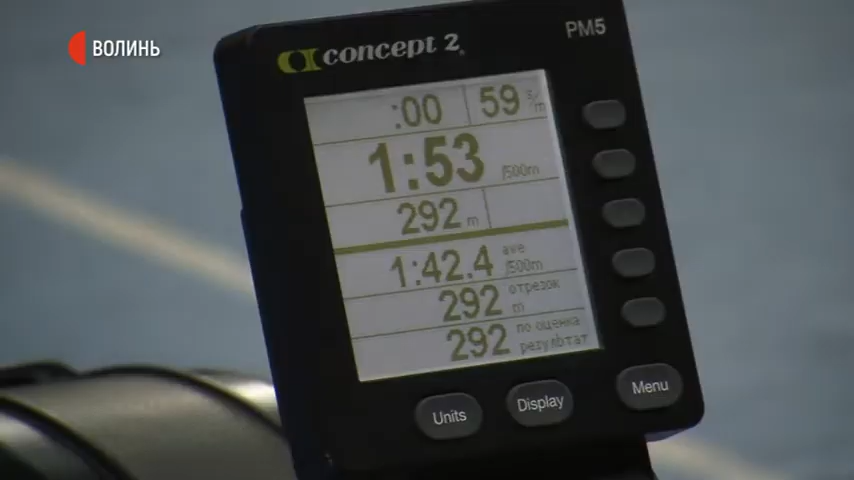 ВОЛИНЬ
concept 2
PM5
:00 59 s/m
1:53 /500m
292 m
1:42.4 ave /500m
292 отрезок m
292 по оценка результат
Units Display Menu